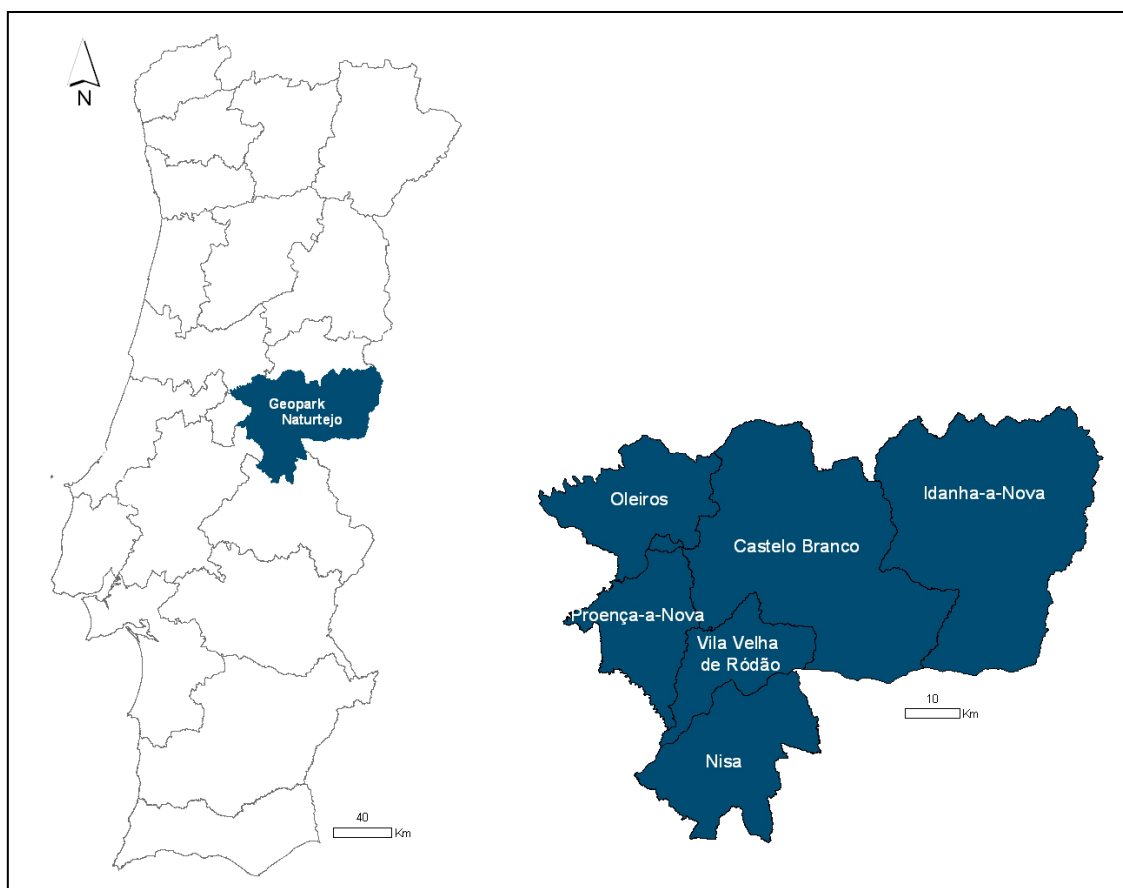 N
Geopark
Naturtejo
40
Km
Oleiros
Idanha-a-Nova
Castelo Branco
Proença-a-Nova
Vila Velha
de Ródão
Nisa
10
Km